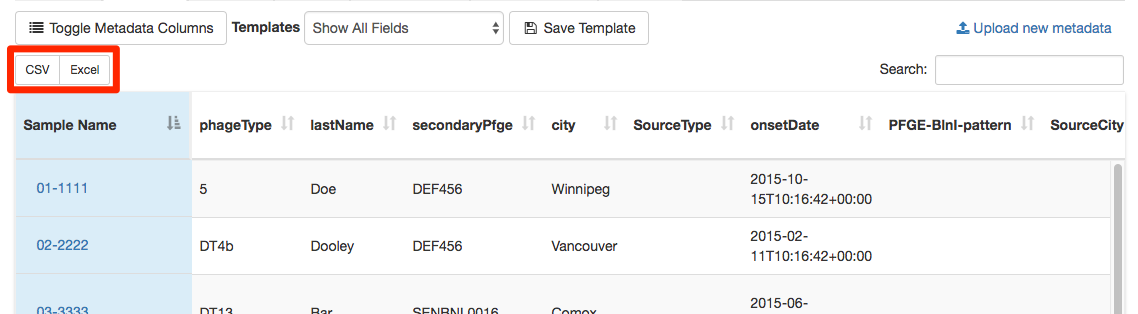 Toggle Metadata Columns Templates Show All Fields Save Template Upload new metadata
CSV Excel Search:
Sample Name phageType lastName secondaryPfge city SourceType onsetDate PFGE-BlnI-pattern SourceCity
01-1111 5 Doe DEF456 Winnipeg 2015-10-
15T10:16:42+00:00
02-2222 DT4b Dooley DEF456 Vancouver 2015-02-
11T10:16:42+00:00
03-3333 DT13 Bar SENBNL0016 Comox 2015-06-